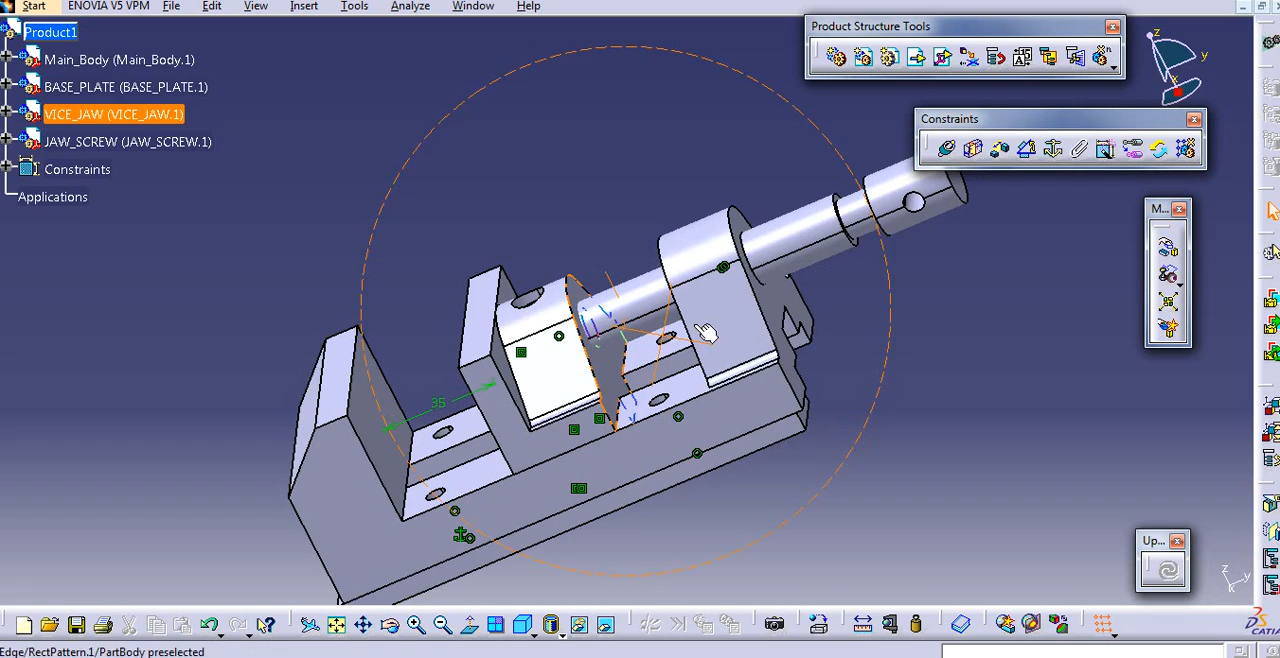 Start ENOVIA V5 VPM File Edit View Insert Tools Analyze Window Help
Product1
Main_Body (Main_Body.1)
BASE_PLATE (BASE_PLATE.1)
VICE_JAW (VICE_JAW.1)
JAW_SCREW (JAW_SCREW.1)
Constraints
Applications
Product Structure Tools
Constraints
M...
z
y
x
35
Up...
z
y
x
CATIA
Edge/RectPattern.1/PartBody preselected